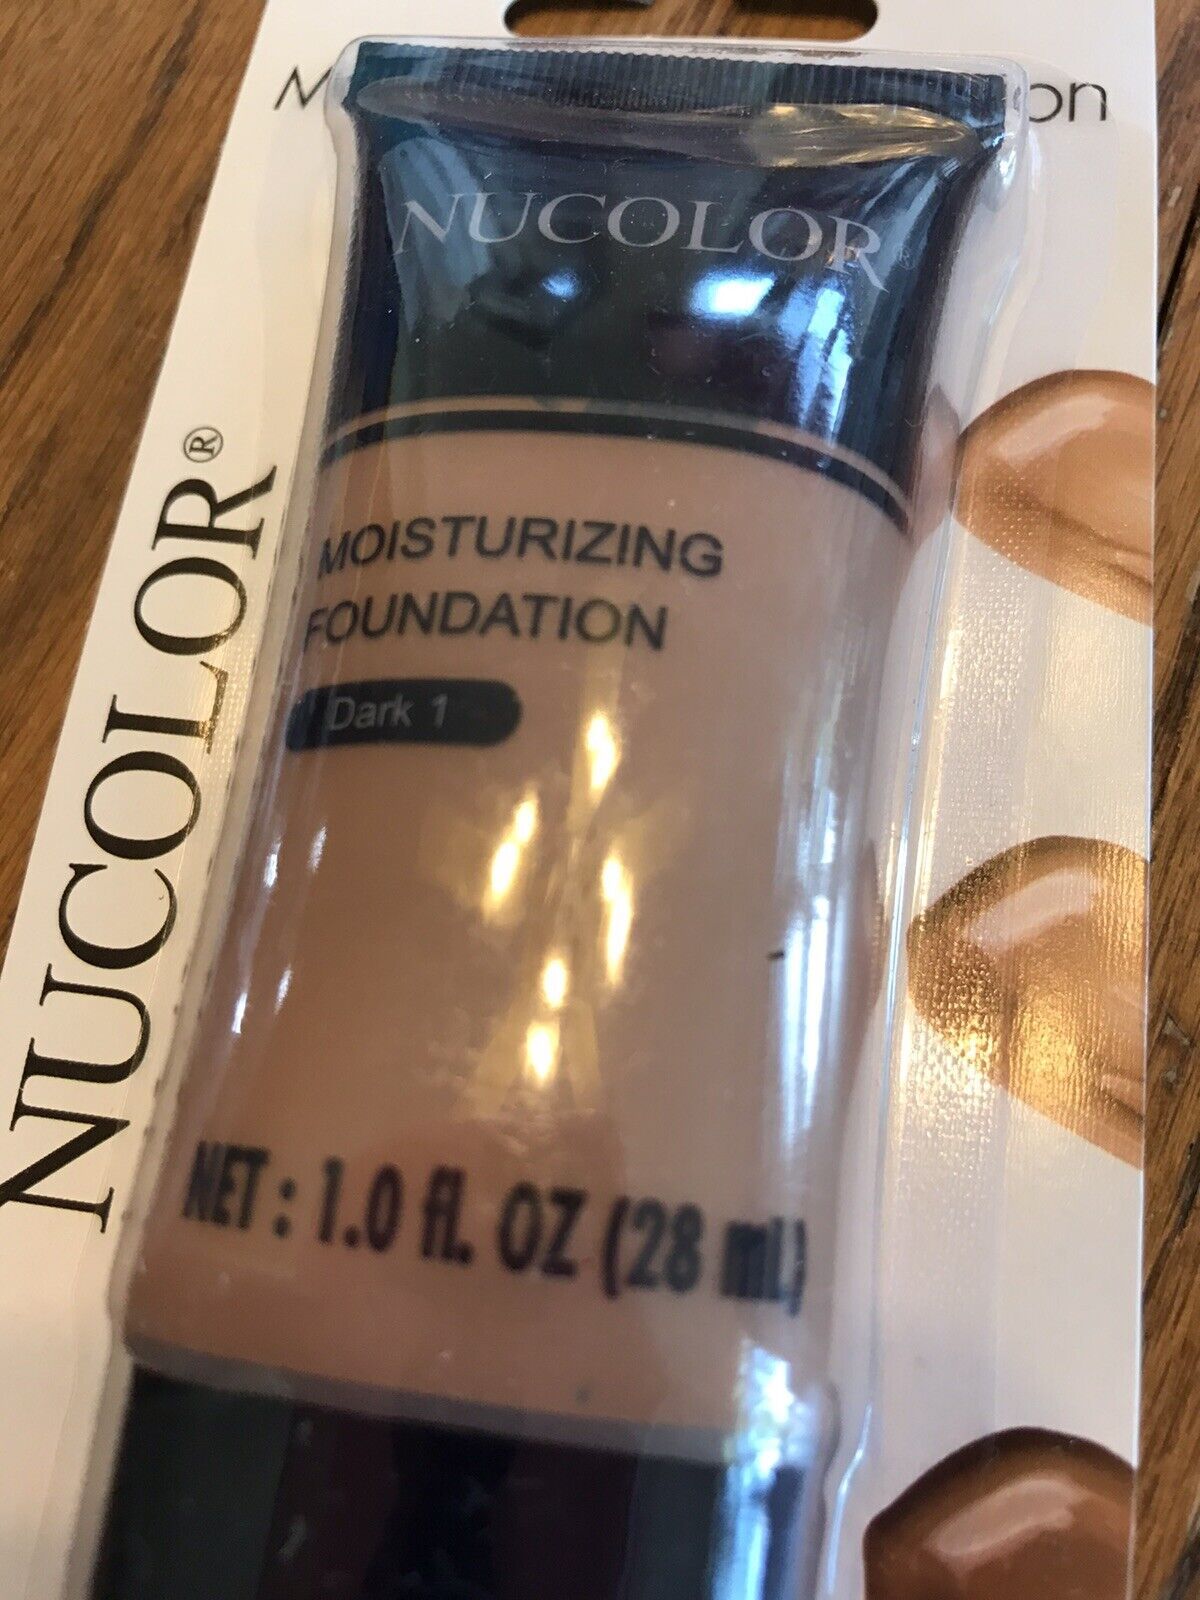 NUCOLOR®
NUCOLOR®
MOISTURIZING
FOUNDATION
Dark 1
NET : 1.0 fl. OZ (28 ml)